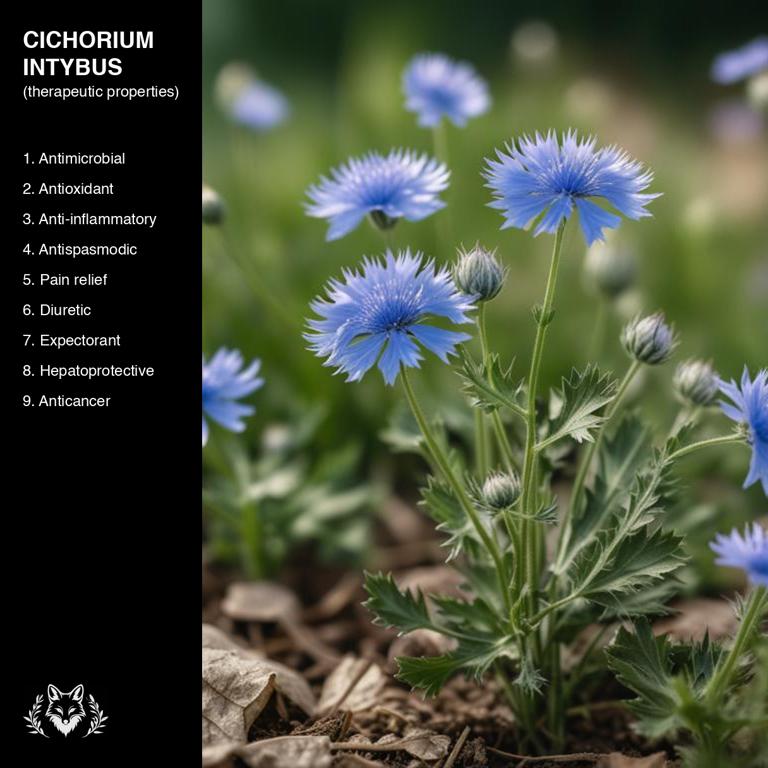 CICHORIUM
INTYBUS
(therapeutic properties)
1. Antimicrobial
2. Antioxidant
3. Anti-inflammatory
4. Antispasmodic
5. Pain relief
6. Diuretic
7. Expectorant
8. Hepatoprotective
9. Anticancer